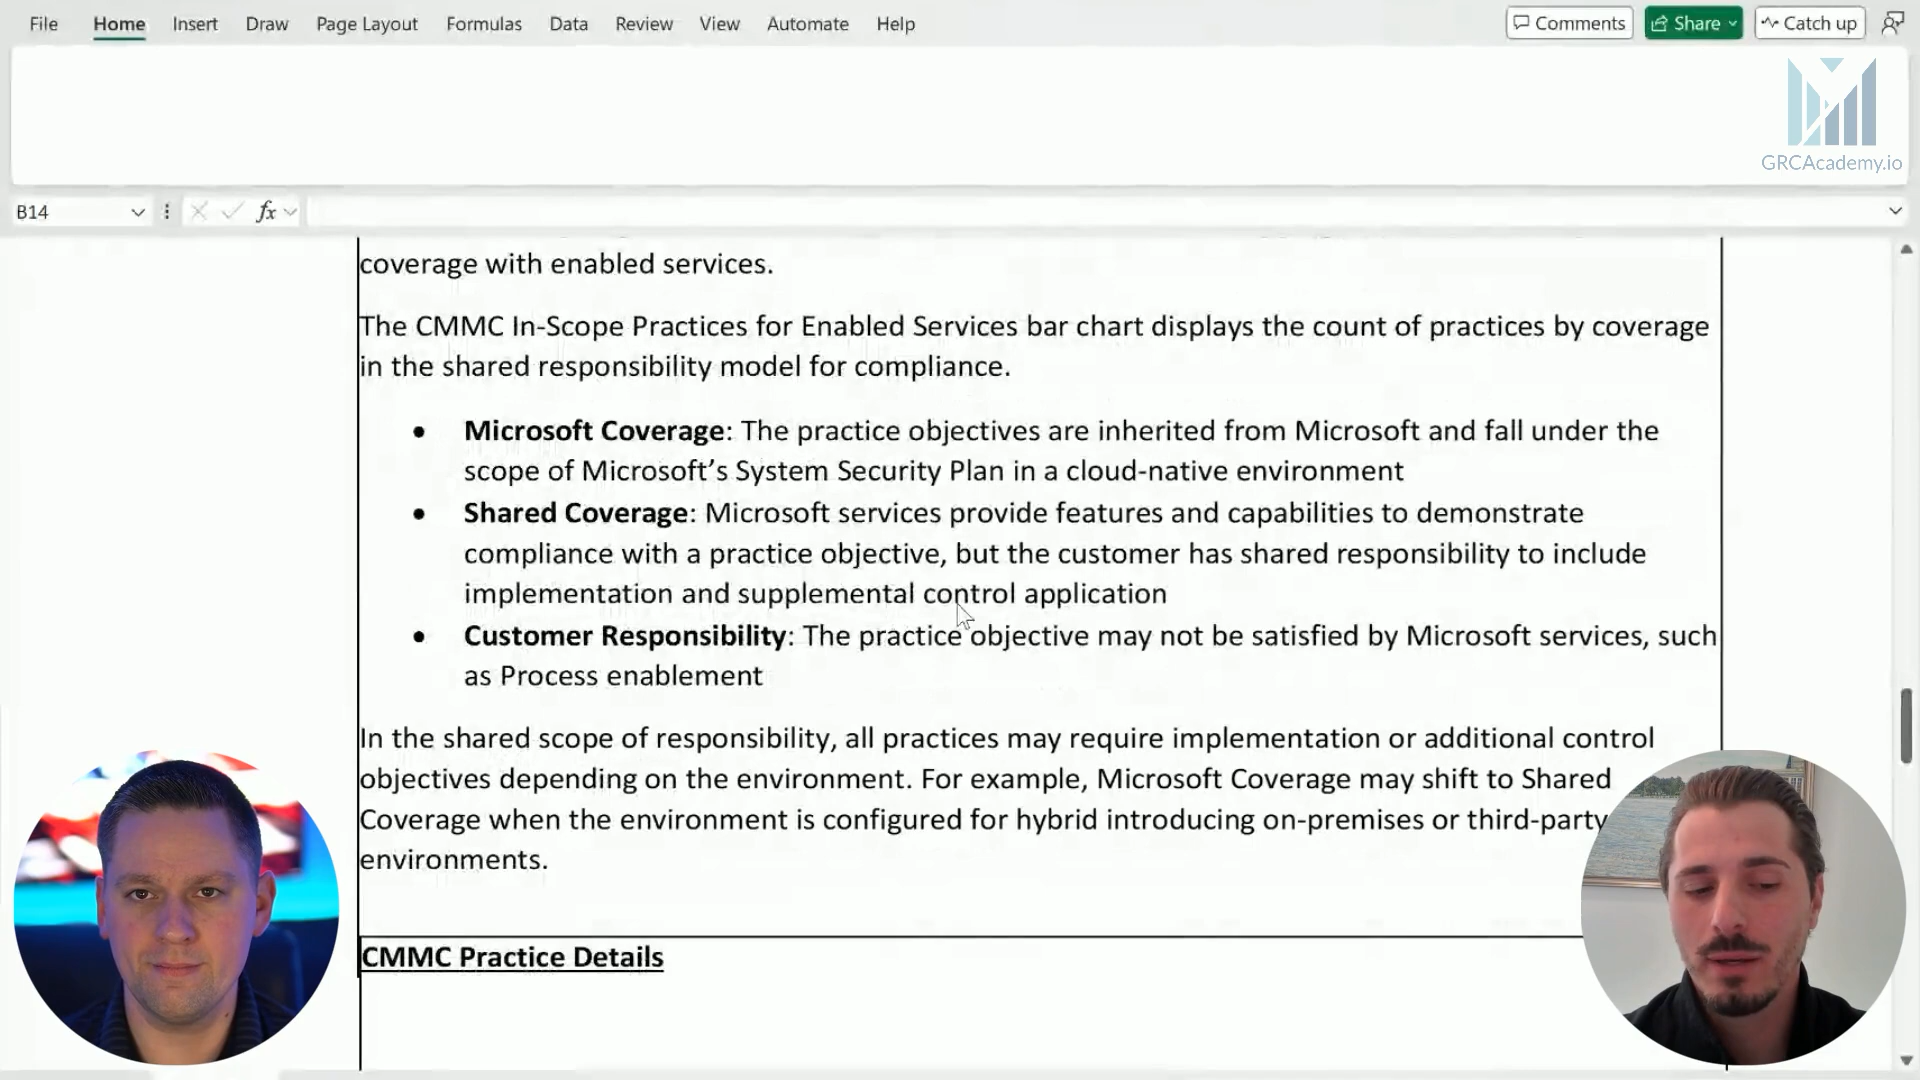 File Home Insert Draw Page Layout Formulas Data Review View Automate Help Comments Share Catch up
GRCAcademy.io
B14 fx
coverage with enabled services.
The CMMC In-Scope Practices for Enabled Services bar chart displays the count of practices by coverage
in the shared responsibility model for compliance.
• Microsoft Coverage: The practice objectives are inherited from Microsoft and fall under the
scope of Microsoft’s System Security Plan in a cloud-native environment
• Shared Coverage: Microsoft services provide features and capabilities to demonstrate
compliance with a practice objective, but the customer has shared responsibility to include
implementation and supplemental control application
• Customer Responsibility: The practice objective may not be satisfied by Microsoft services, such
as Process enablement
In the shared scope of responsibility, all practices may require implementation or additional control
objectives depending on the environment. For example, Microsoft Coverage may shift to Shared
Coverage when the environment is configured for hybrid introducing on-premises or third-party
environments.
CMMC Practice Details